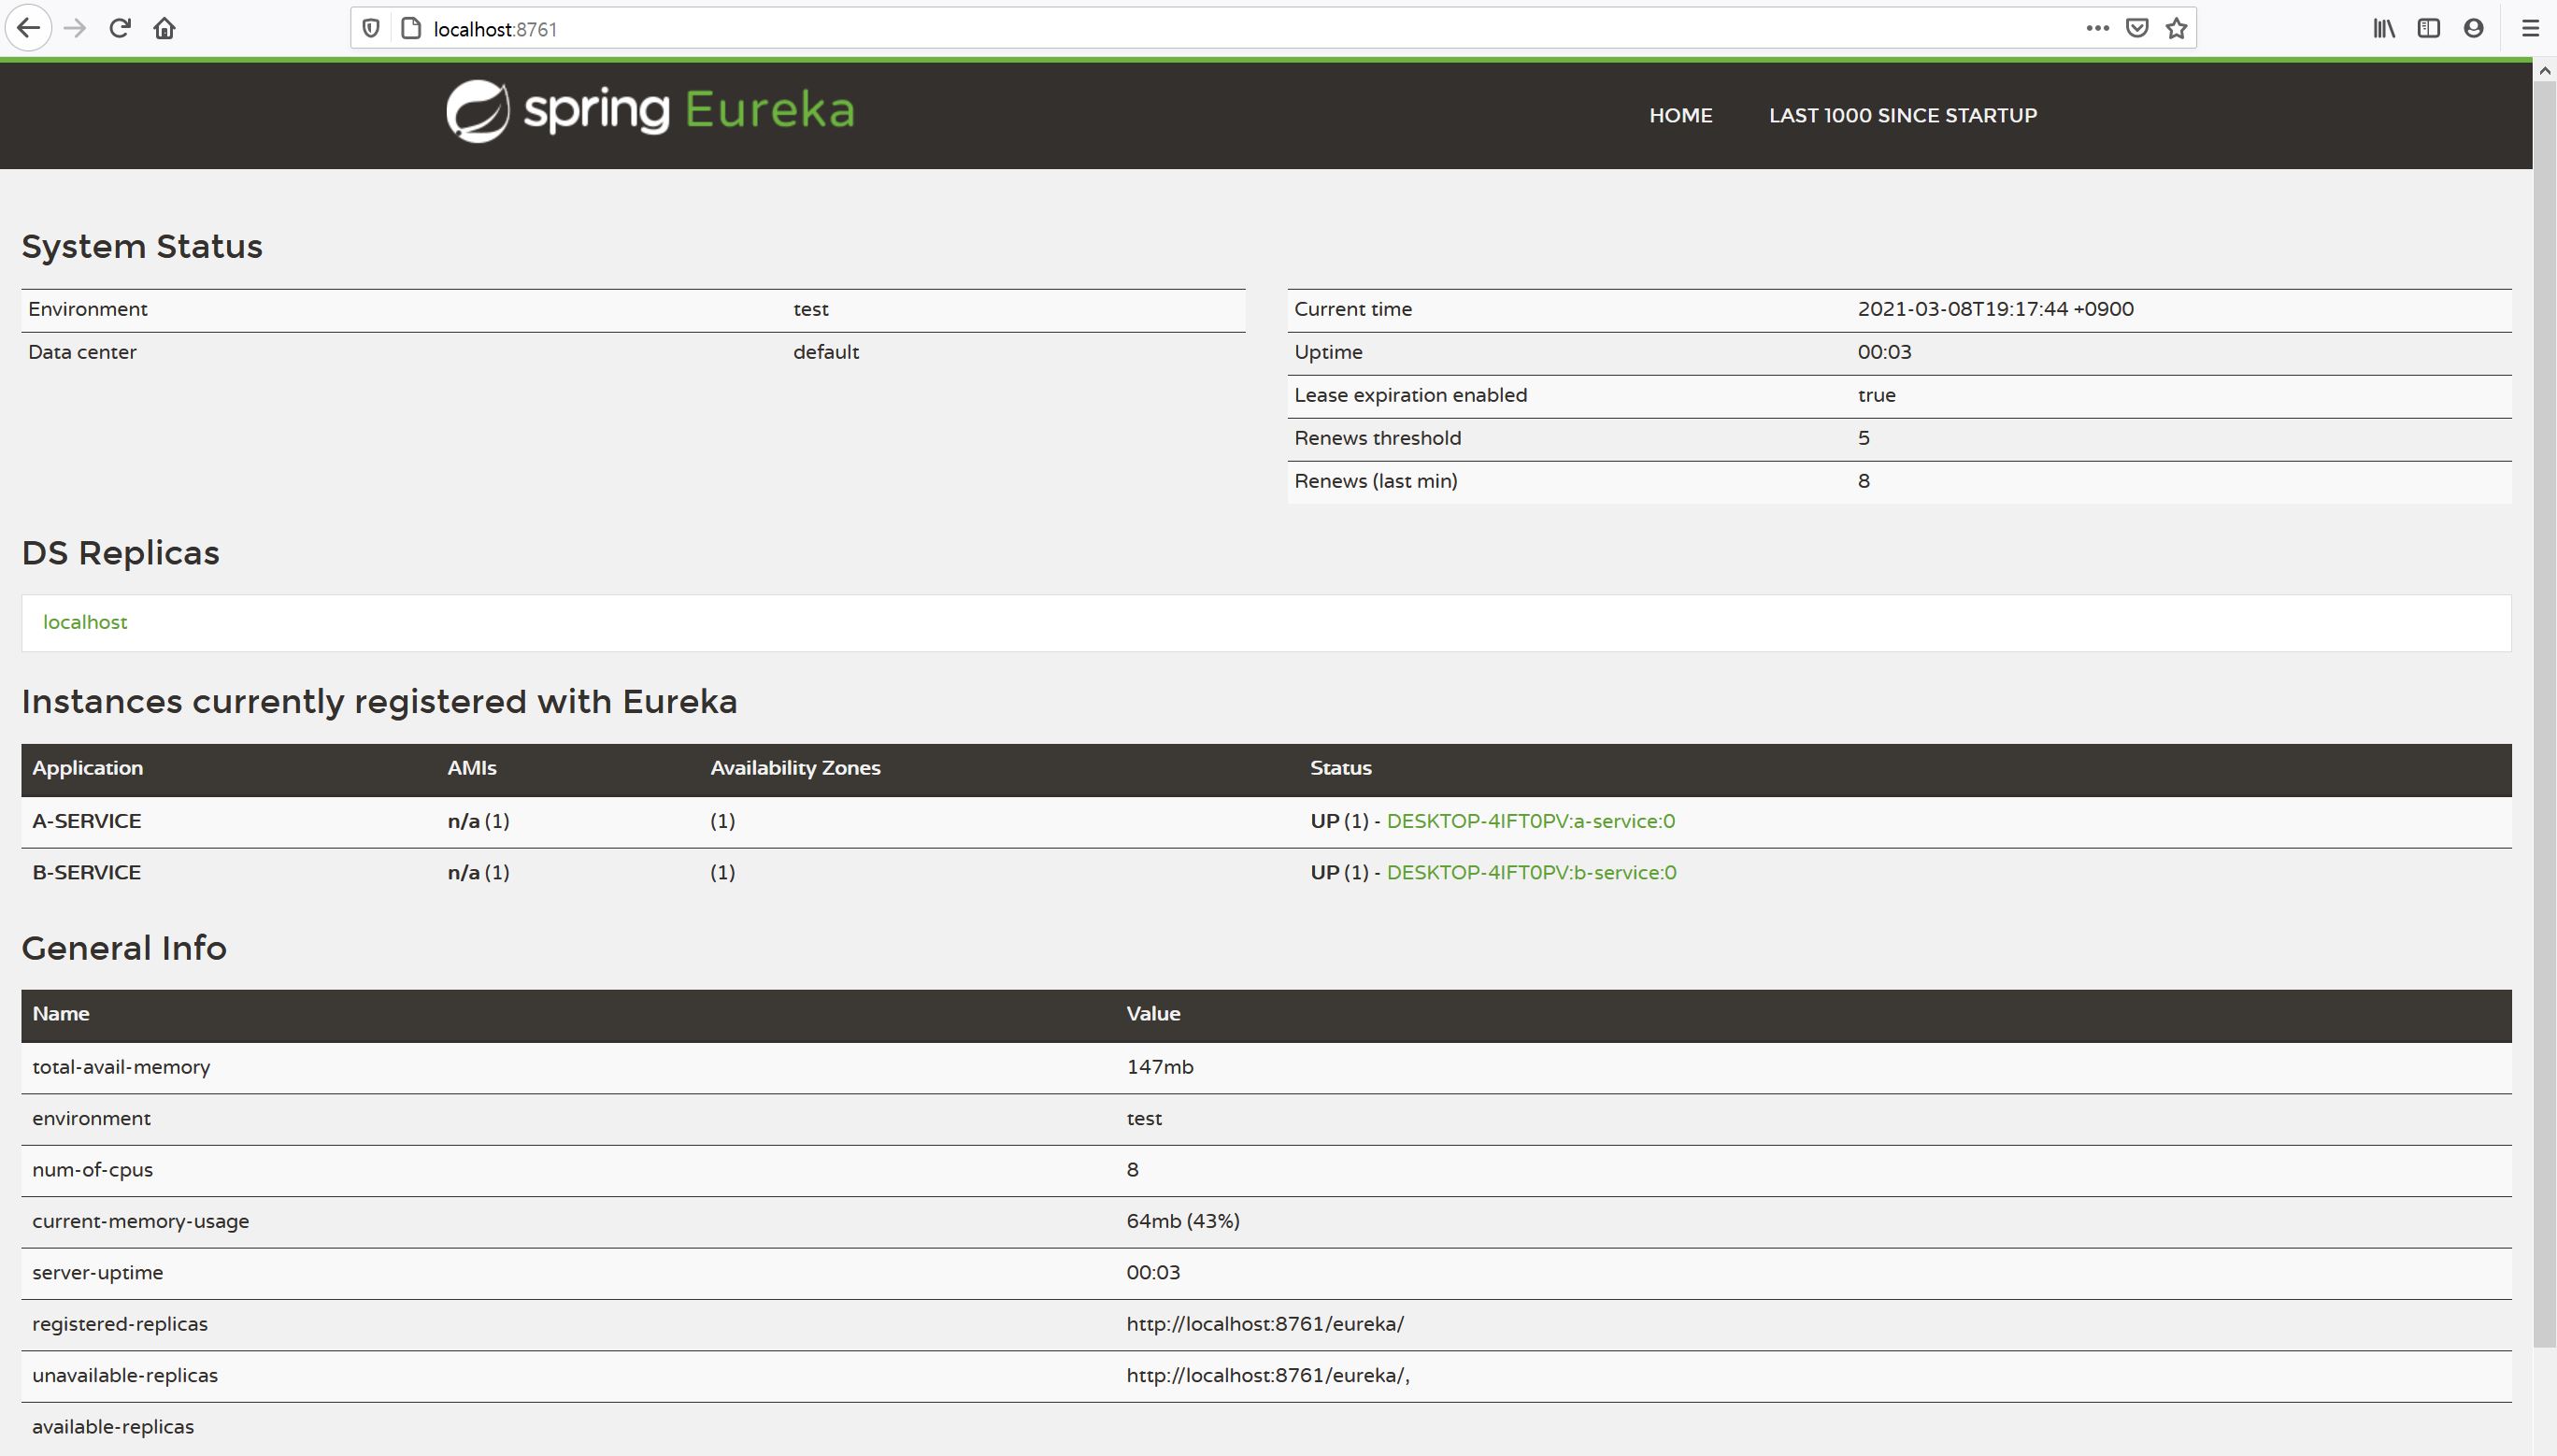 localhost:8761
spring Eureka
HOME LAST 1000 SINCE STARTUP
System Status
Environment test
Data center default
Current time 2021-03-08T19:17:44 +0900
Uptime 00:03
Lease expiration enabled true
Renews threshold 5
Renews (last min) 8
DS Replicas
localhost
Instances currently registered with Eureka
Application AMIs Availability Zones Status
A-SERVICE n/a (1) (1) UP (1) - DESKTOP-4IFT0PV:a-service:0
B-SERVICE n/a (1) (1) UP (1) - DESKTOP-4IFT0PV:b-service:0
General Info
Name Value
total-avail-memory 147mb
environment test
num-of-cpus 8
current-memory-usage 64mb (43%)
server-uptime 00:03
registered-replicas http://localhost:8761/eureka/
unavailable-replicas http://localhost:8761/eureka/,
available-replicas